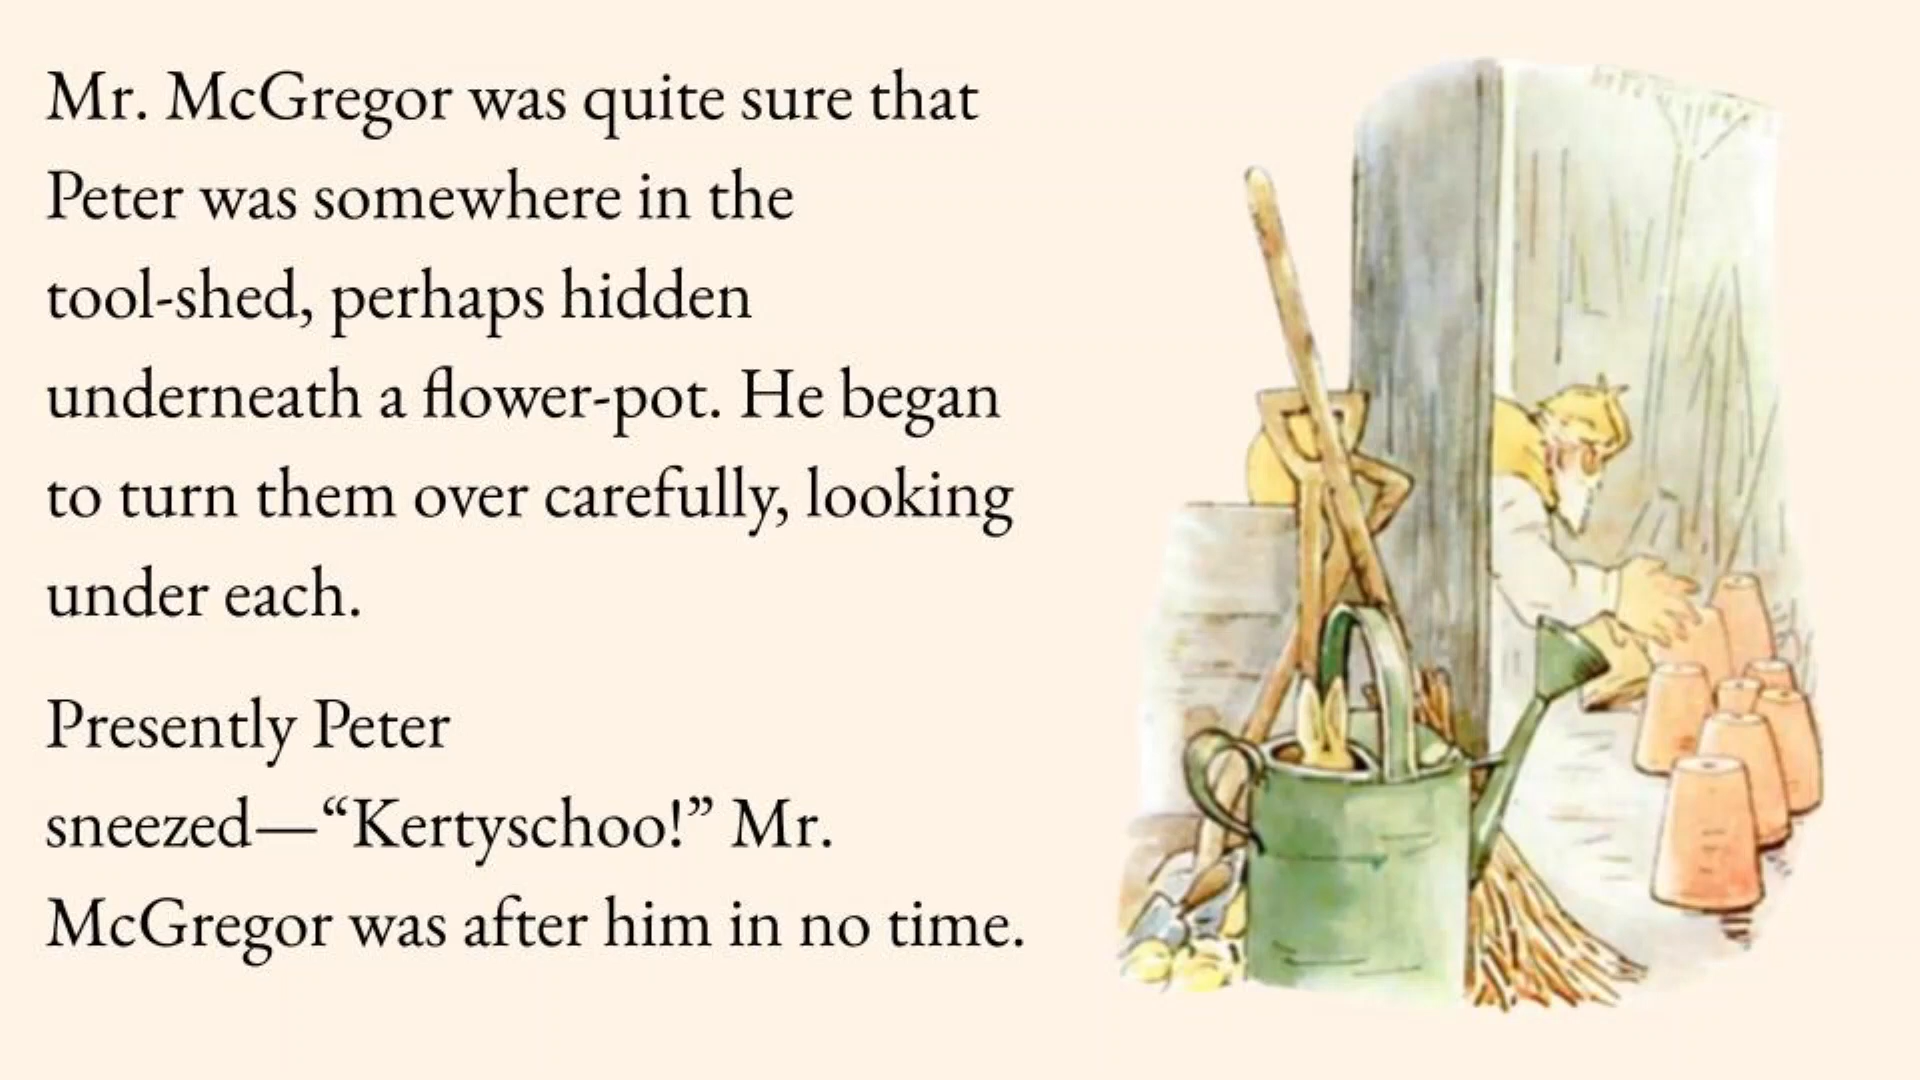 Mr. McGregor was quite sure that
Peter was somewhere in the
tool-shed, perhaps hidden
underneath a flower-pot. He began
to turn them over carefully, looking
under each.
Presently Peter
sneezed—“Kertyschoo!” Mr.
McGregor was after him in no time.